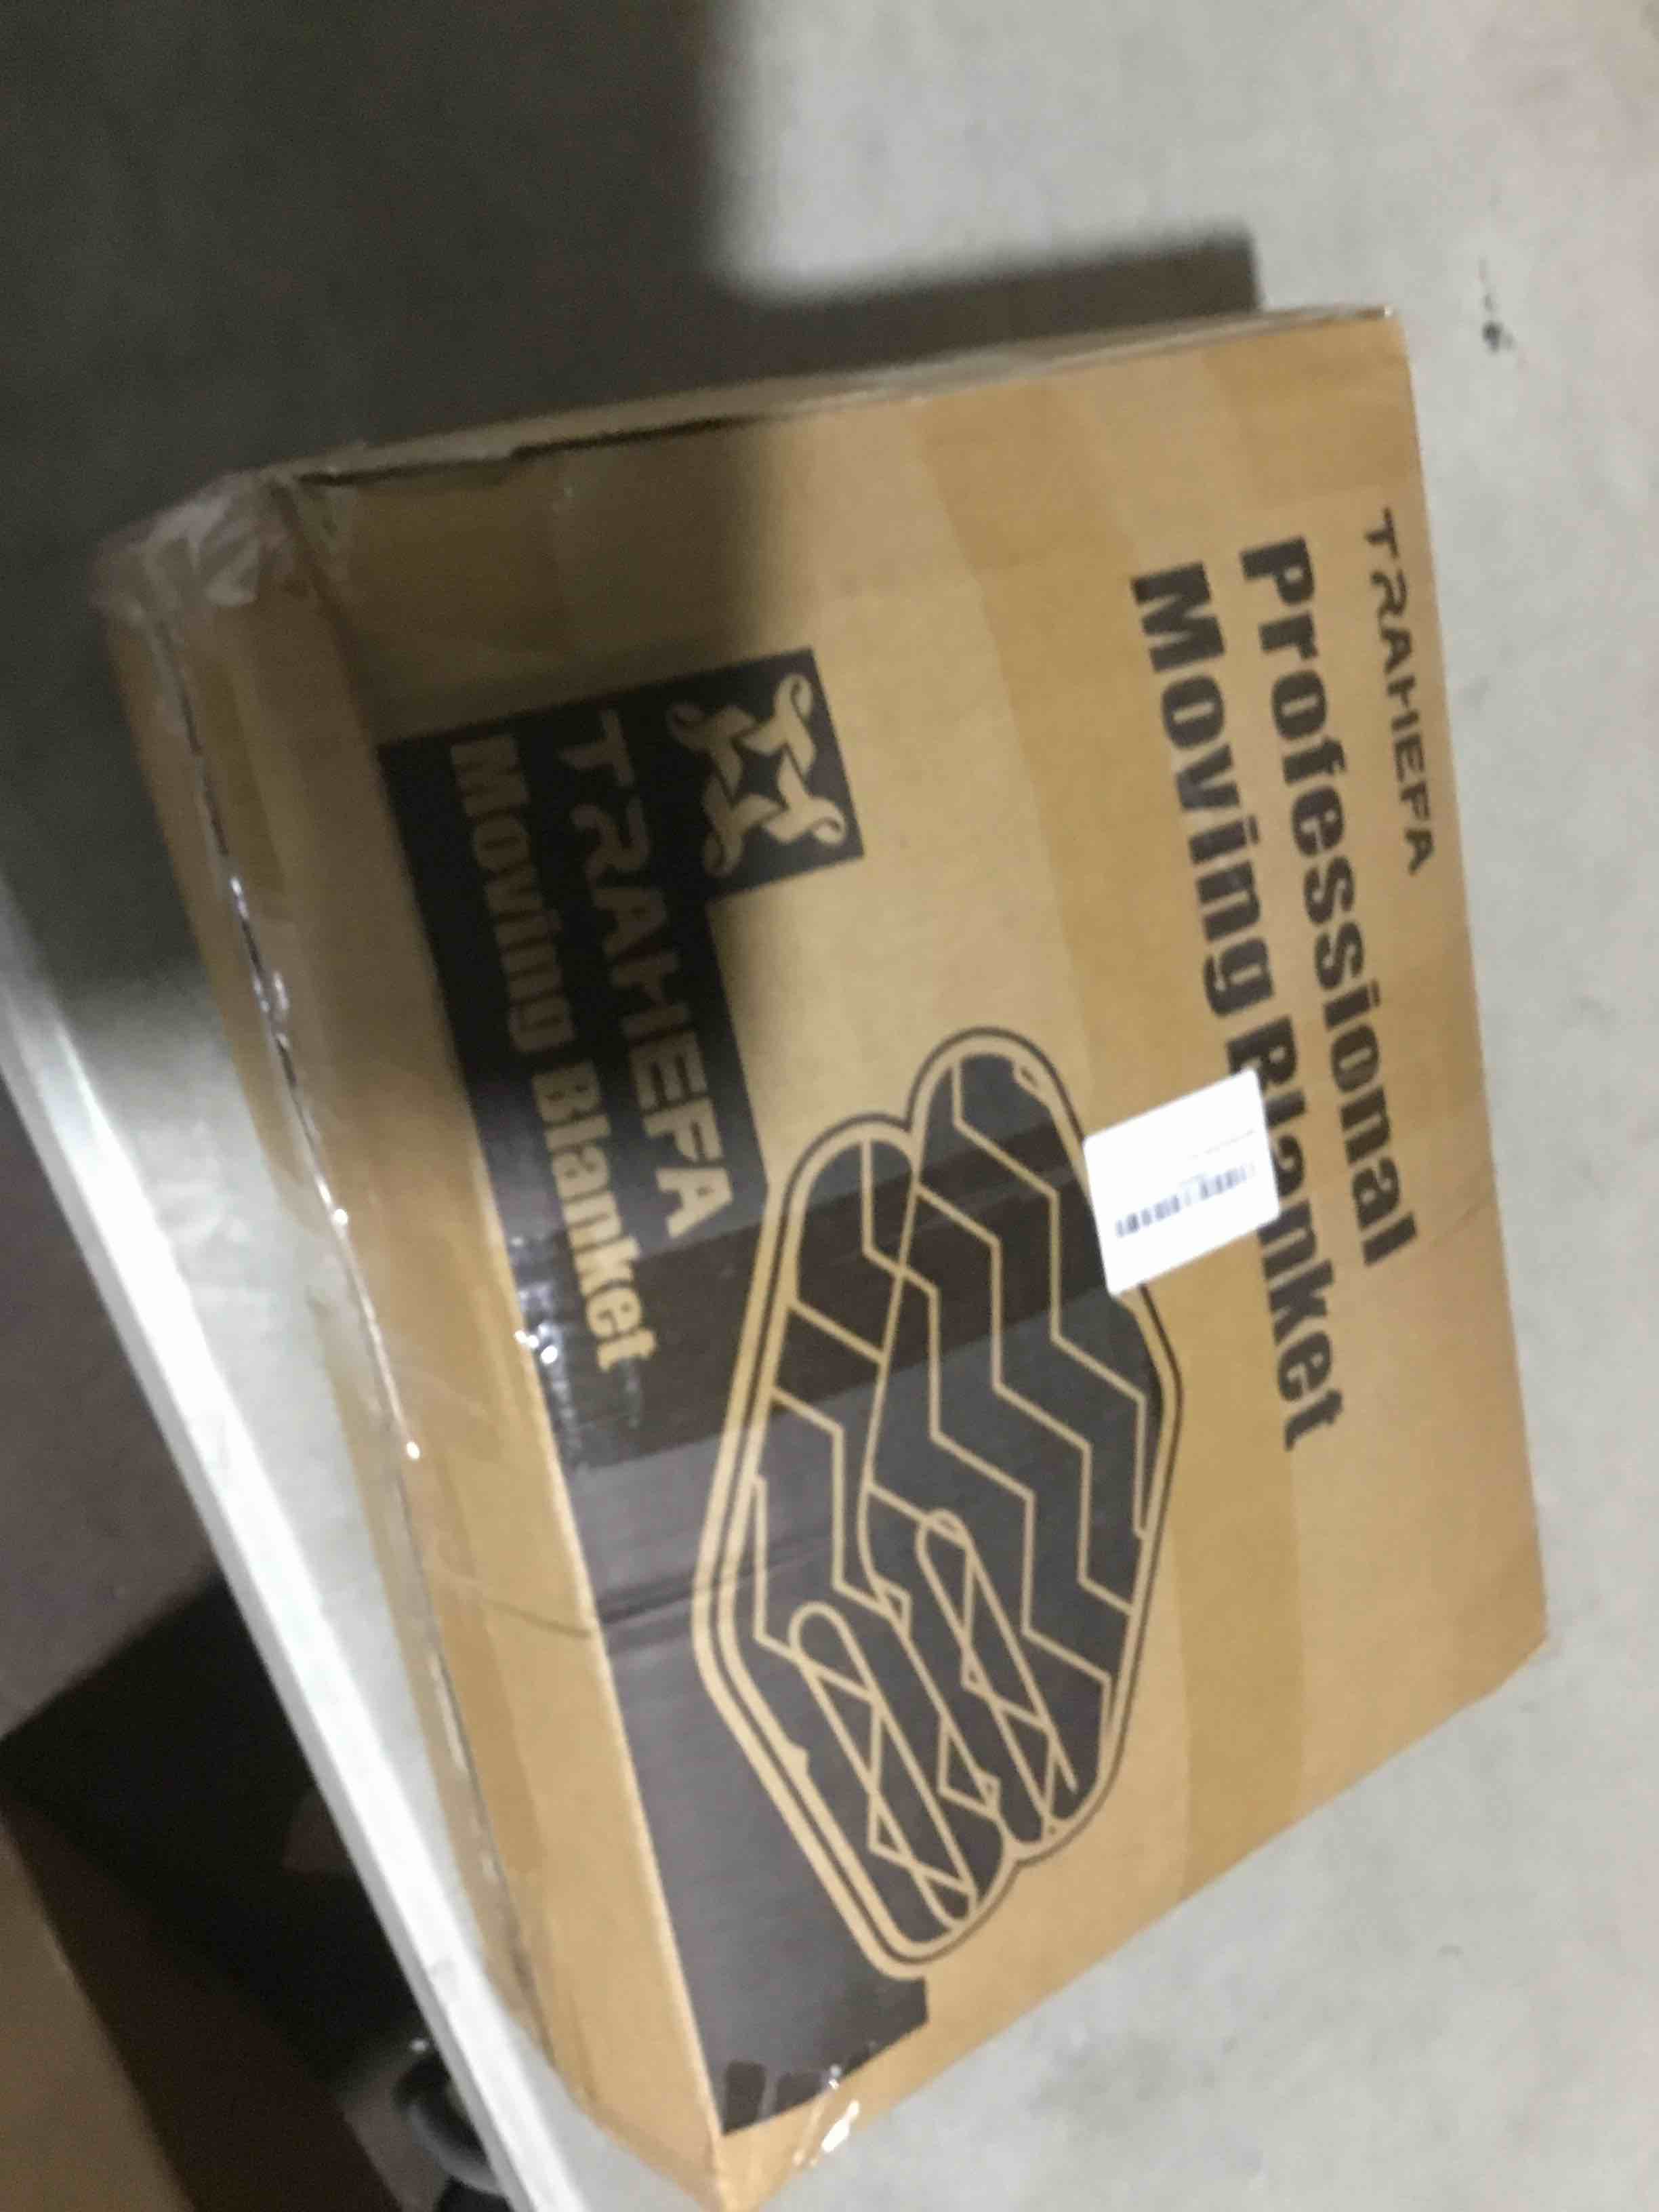 TRAHEFA
Professional
Moving Blanket
TRAHEFA
Moving Blanket